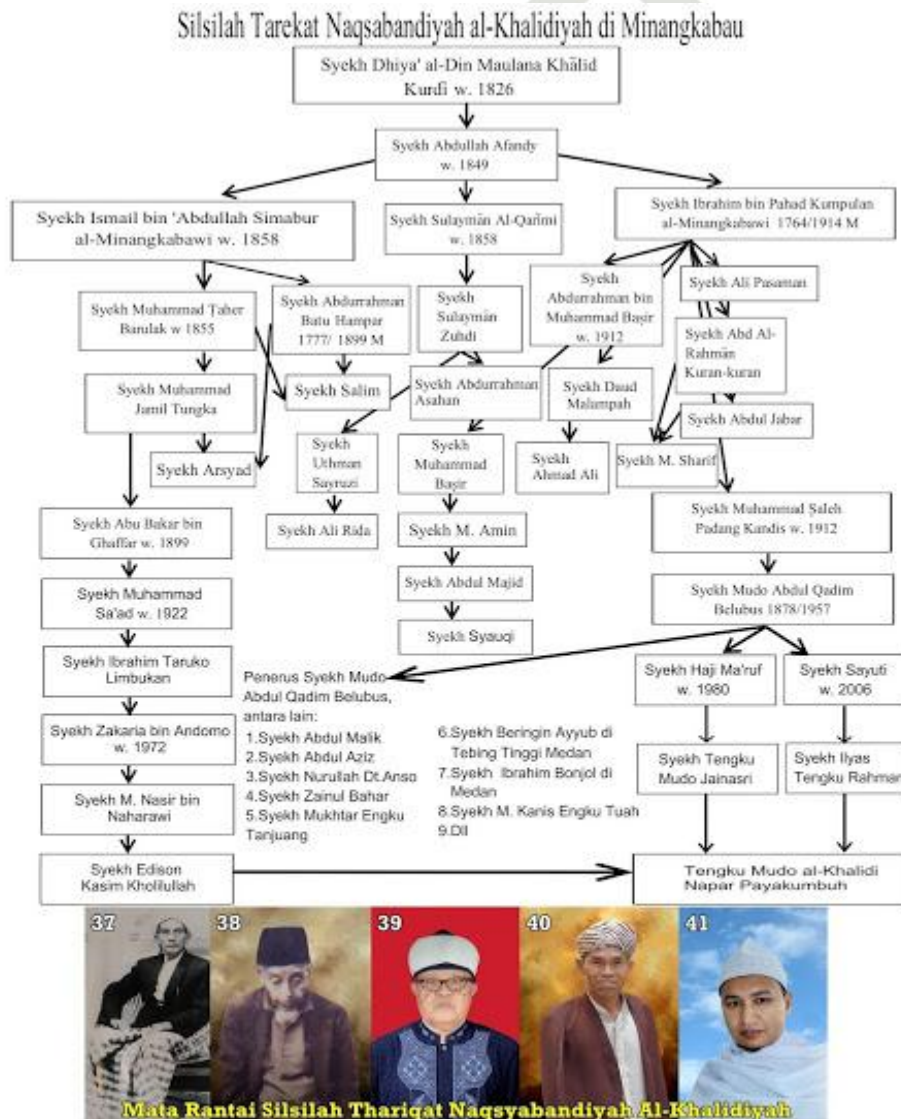 Silsilah Tarekat Naqsabandiyah al-Khalidiyah di Minangkabau
Syekh Dhiya' al-Din Maulana Khālid
Kurdi w. 1826
Syekh Abdullah Afandy
w. 1849
Syekh Ismail bin 'Abdullah Simabur
al-Minangkabawi w. 1858
Syekh Sulaymān Al-Qarimi
w. 1858
Syekh Ibrahim bin Pahad Kumpulan
al-Minangkabawi 1764/1914 M
Syekh Muhammad Ṭaher
Barulak w 1855
Syekh Abdurrahman
Batu Hampar
1777/ 1899 M
Syekh
Sulaymān
Zuhdi
Syekh
Abdurrahman bin
Muhammad Baṣir
w. 1912
Syekh Ali Pasaman
Syekh Abd Al-
Rahmān
Kuran-kuran
Syekh Muhammad
Jamil Tungka
Syekh Salim
Syekh Abdurrahman
Asahan
Syekh Daud
Malampah
Syekh Abdul Jabar
Syekh Arsyad
Syekh
Uthman
Sayruzi
Syekh
Muhammad
Baṣir
Syekh
Ahmad Ali
Syekh M. Sharif
Syekh Abu Bakar bin
Ghaffar w. 1899
Syekh Ali Rida
Syekh M. Amin
Syekh Muhammad Ṣaleh
Padang Kandis w. 1912
Syekh Muhammad
Sa'ad w. 1922
Syekh Abdul Majid
Syekh Mudo Abdul Qadim
Belubus 1878/1957
Syekh Syauqi
Syekh Ibrahim Taruko
Limbukan
Syekh Haji Ma'ruf
w. 1980
Syekh Sayuti
w. 2006
Penerus Syekh Mudo
Abdul Qadim Belubus,
antara lain:
1.Syekh Abdul Malik
2.Syekh Abdul Aziz
3.Syekh Nurullah Dt.Anso
4.Syekh Zainul Bahar
5.Syekh Mukhtar Engku
Tanjuang
6.Syekh Beringin Ayyub di
Tebing Tinggi Medan
7.Syekh Ibrahim Bonjol di
Medan
8.Syekh M. Kanis Engku Tuah
9.Dll
Syekh Zakaria bin Andomo
w. 1972
Syekh Tengku
Mudo Jainasri
Syekh Ilyas
Tengku Rahman
Syekh M. Nasir bin
Naharawi
Syekh Edison
Kasim Kholilullah
Tengku Mudo al-Khalidi
Napar Payakumbuh
37
38
39
40
41
Mata Rantai Silsilah Thariqat Naqsyabandiyah Al-Khalidiyah